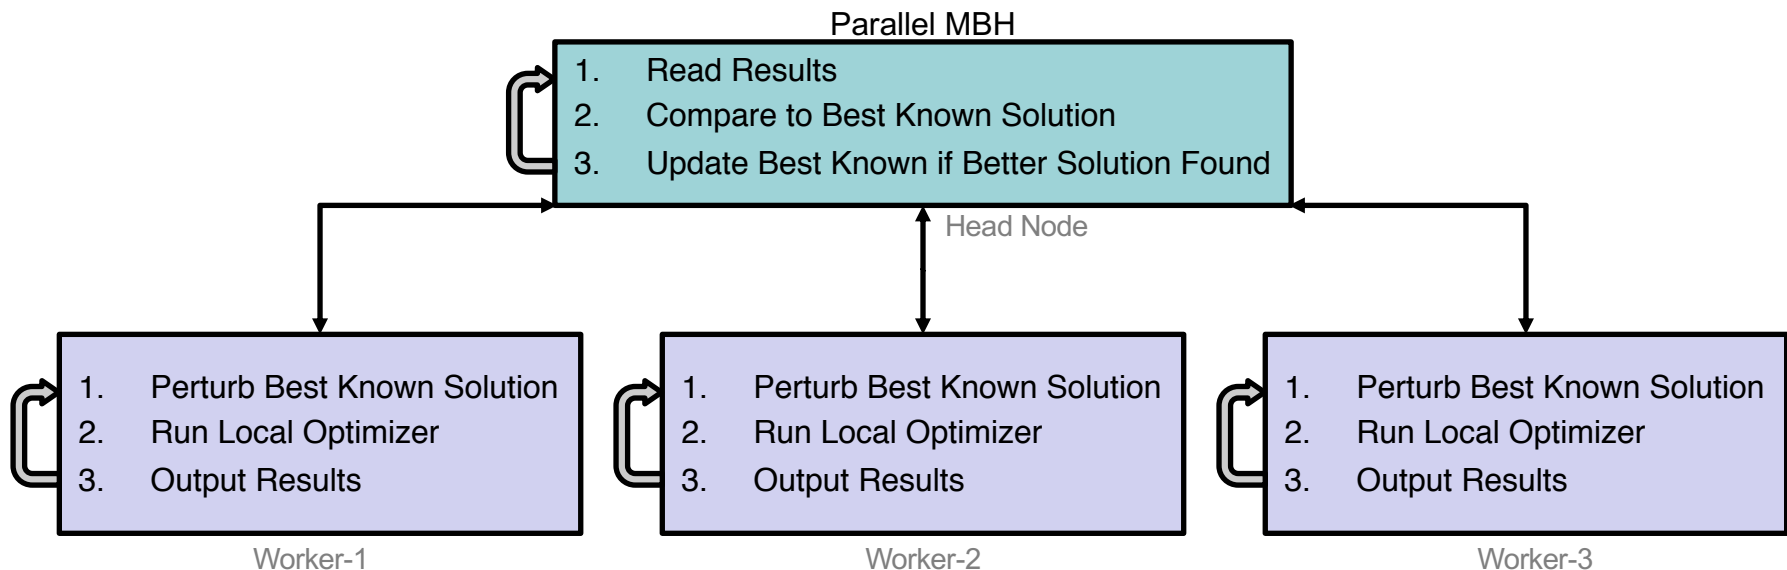 Parallel MBH
1. Read Results
2. Compare to Best Known Solution
3. Update Best Known if Better Solution Found
Head Node
1. Perturb Best Known Solution
2. Run Local Optimizer
3. Output Results
Worker-1
1. Perturb Best Known Solution
2. Run Local Optimizer
3. Output Results
Worker-2
1. Perturb Best Known Solution
2. Run Local Optimizer
3. Output Results
Worker-3